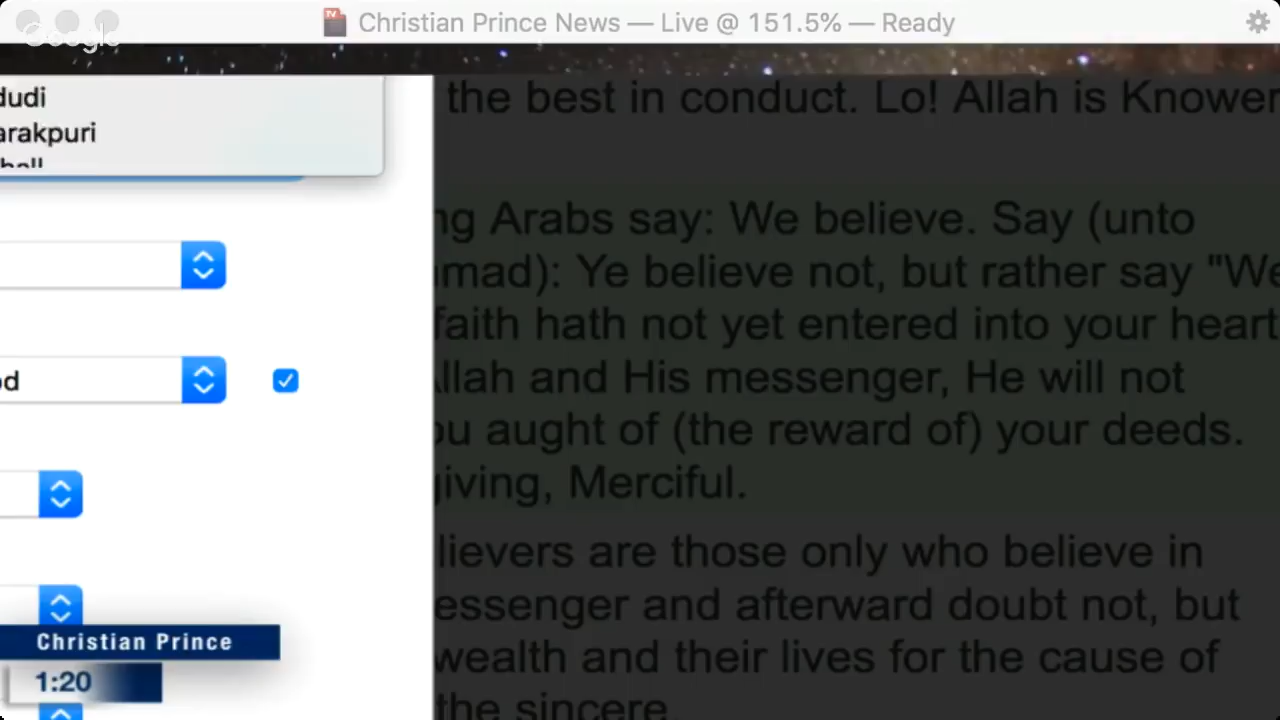 Christian Prince News — Live @ 151.5% — Ready
Google
dudi
arakpuri
the best in conduct. Lo! Allah is Knower
ng Arabs say: We believe. Say (unto
mad): Ye believe not, but rather say "We
faith hath not yet entered into your heart
Allah and His messenger, He will not
ou aught of (the reward of) your deeds.
giving, Merciful.
od
lievers are those only who believe in
essenger and afterward doubt not, but
wealth and their lives for the cause of
the sincere.
Christian Prince
1:20